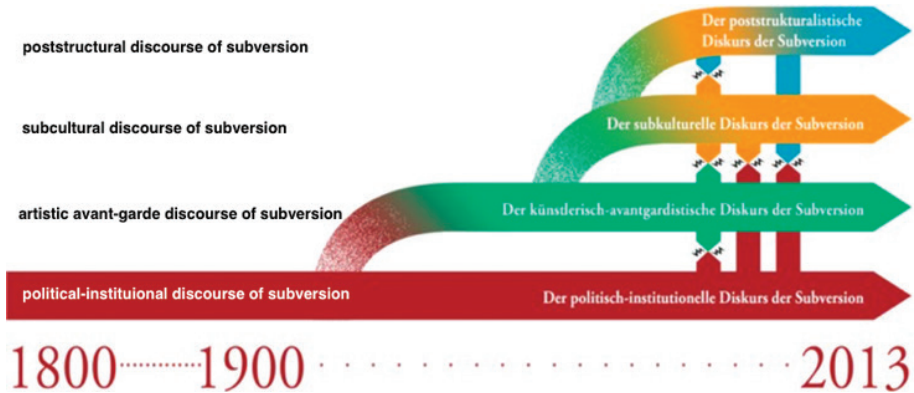 poststructural discourse of subversion
Der poststrukturalistische
Diskurs der Subversion
subcultural discourse of subversion
Der subkulturelle Diskurs der Subversion
artistic avant-garde discourse of subversion
Der künstlerisch-avantgardistische Diskurs der Subversion
political-instituional discourse of subversion
Der politisch-institutionelle Diskurs der Subversion
1800 1900 2013